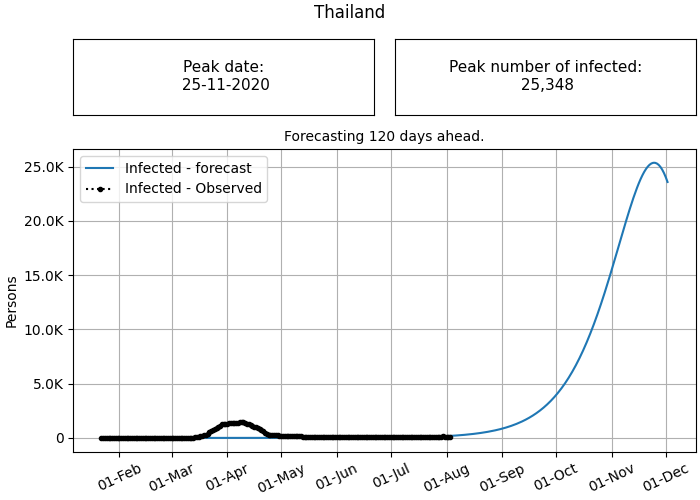 Thailand
Peak date:
25-11-2020
Peak number of infected:
25,348
Forecasting 120 days ahead.
Infected - forecast
Infected - Observed
25.0K
20.0K
15.0K
10.0K
5.0K
0
Persons
01-Feb
01-Mar
01-Apr
01-May
01-Jun
01-Jul
01-Aug
01-Sep
01-Oct
01-Nov
01-Dec